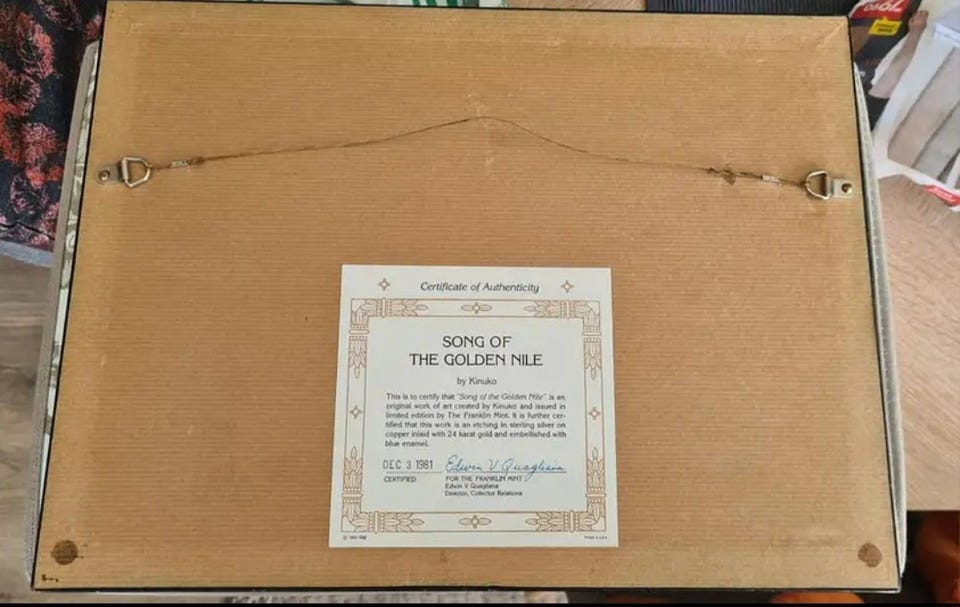 Certificate of Authenticity
SONG OF
THE GOLDEN NILE
by Kinuko
This is to certify that "Song of the Golden Nile" is an
original work of art created by Kinuko and issued in
limited edition by The Franklin Mint. It is further cer-
tified that this work is an etching in sterling silver on
copper inlaid with 24 karat gold and embellished with
blue enamel.
DEC 3 1981 Edwin V. Quagliana
CERTIFIED FOR THE FRANKLIN MINT
Edwin V. Quagliana
Director, Collector Relations
© 1981 FM